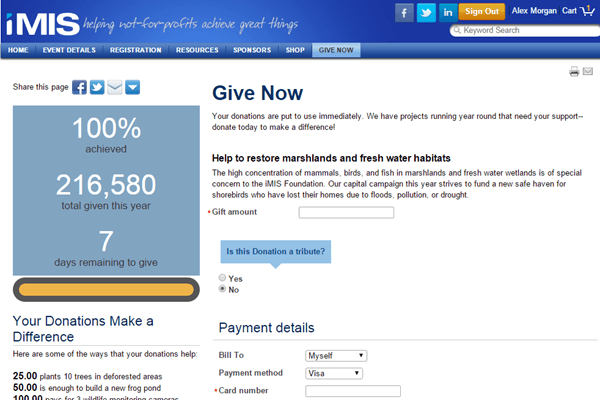 iMIS helping not-for-profits achieve great things
Sign Out
Alex Morgan
Cart
1
Keyword Search
HOME
EVENT DETAILS
REGISTRATION
RESOURCES
SPONSORS
SHOP
GIVE NOW
Share this page
100%
achieved
216,580
total given this year
7
days remaining to give
Your Donations Make a
Difference
Here are some of the ways that your donations help:
25.00 plants 10 trees in deforested areas
50.00 is enough to build a new frog pond
100.00 pays for 3 wildlife monitoring cameras
Give Now
Your donations are put to use immediately. We have projects running year round that need your support--
donate today to make a difference!
Help to restore marshlands and fresh water habitats
The high concentration of mammals, birds, and fish in marshlands and fresh water wetlands is of special
concern to the iMIS Foundation. Our capital campaign this year strives to fund a new safe haven for
shorebirds who have lost their homes due to floods, pollution, or drought.
*Gift amount
Is this Donation a tribute?
Yes
No
Payment details
Bill To
Myself
Payment method
Visa
*Card number